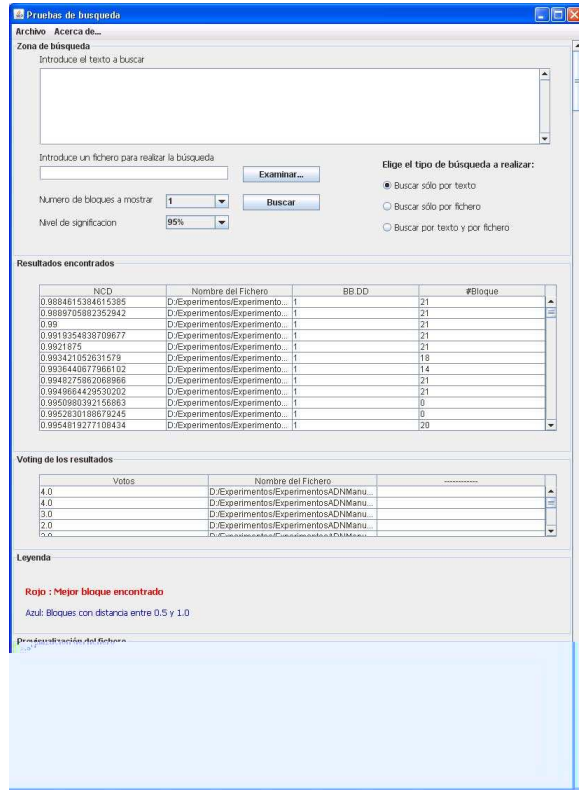 Pruebas de busqueda
Archivo Acerca de...
Zona de búsqueda
Introduce el texto a buscar
Introduce un fichero para realizar la búsqueda
Examinar...
Elige el tipo de búsqueda a realizar:
Buscar sólo por texto
Numero de bloques a mostrar 1 Buscar
Buscar sólo por fichero
Nivel de significacion 95%
Buscar por texto y por fichero
Resultados encontrados
NCD Nombre del Fichero BB.DD #Bloque
0.9884615384615385 D:/Experimentos/Experimento... 1 21
0.9889705882352942 D:/Experimentos/Experimento... 1 21
0.99 D:/Experimentos/Experimento... 1 21
0.9919354838709677 D:/Experimentos/Experimento... 1 21
0.9921875 D:/Experimentos/Experimento... 1 21
0.993421052631579 D:/Experimentos/Experimento... 1 18
0.9936440677966102 D:/Experimentos/Experimento... 1 14
0.9948275862068966 D:/Experimentos/Experimento... 1 21
0.9949664429530202 D:/Experimentos/Experimento... 1 21
0.9950980392156863 D:/Experimentos/Experimento... 1 0
0.9952830188679245 D:/Experimentos/Experimento... 1 0
0.9954819277108434 D:/Experimentos/Experimento... 1 20
Voting de los resultados
Votos Nombre del Fichero ------------
4.0 D:/Experimentos/ExperimentosADNManu...
4.0 D:/Experimentos/ExperimentosADNManu...
3.0 D:/Experimentos/ExperimentosADNManu...
2.0 D:/Experimentos/ExperimentosADNManu...
2.0 D:/Experimentos/ExperimentosADNManu...
Leyenda
Rojo : Mejor bloque encontrado
Azul: Bloques con distancia entre 0.5 y 1.0
Previsualización del fichero